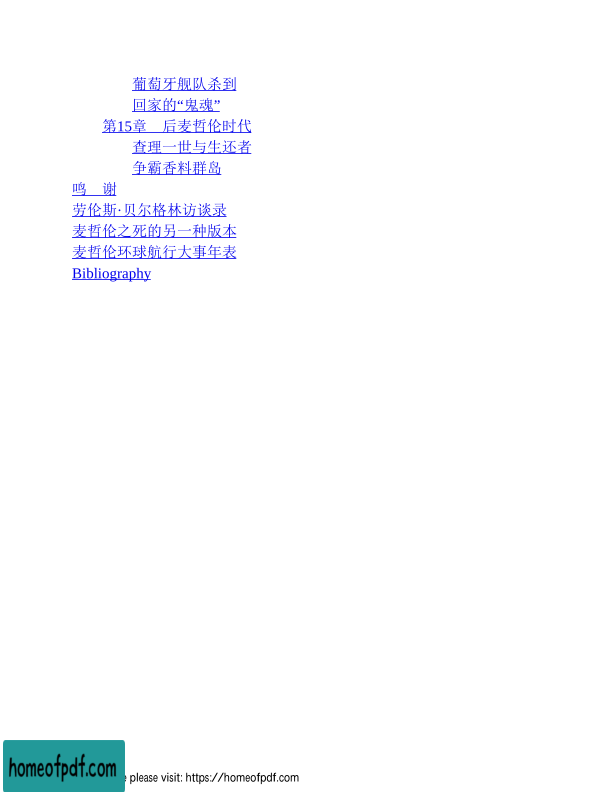 葡萄牙舰队杀到
回家的“鬼魂”
第15章　后麦哲伦时代
查理一世与生还者
争霸香料群岛
鸣　谢
劳伦斯·贝尔格林访谈录
麦哲伦之死的另一种版本
麦哲伦环球航行大事年表
Bibliography
homeofpdf.com
please visit: https://homeofpdf.com